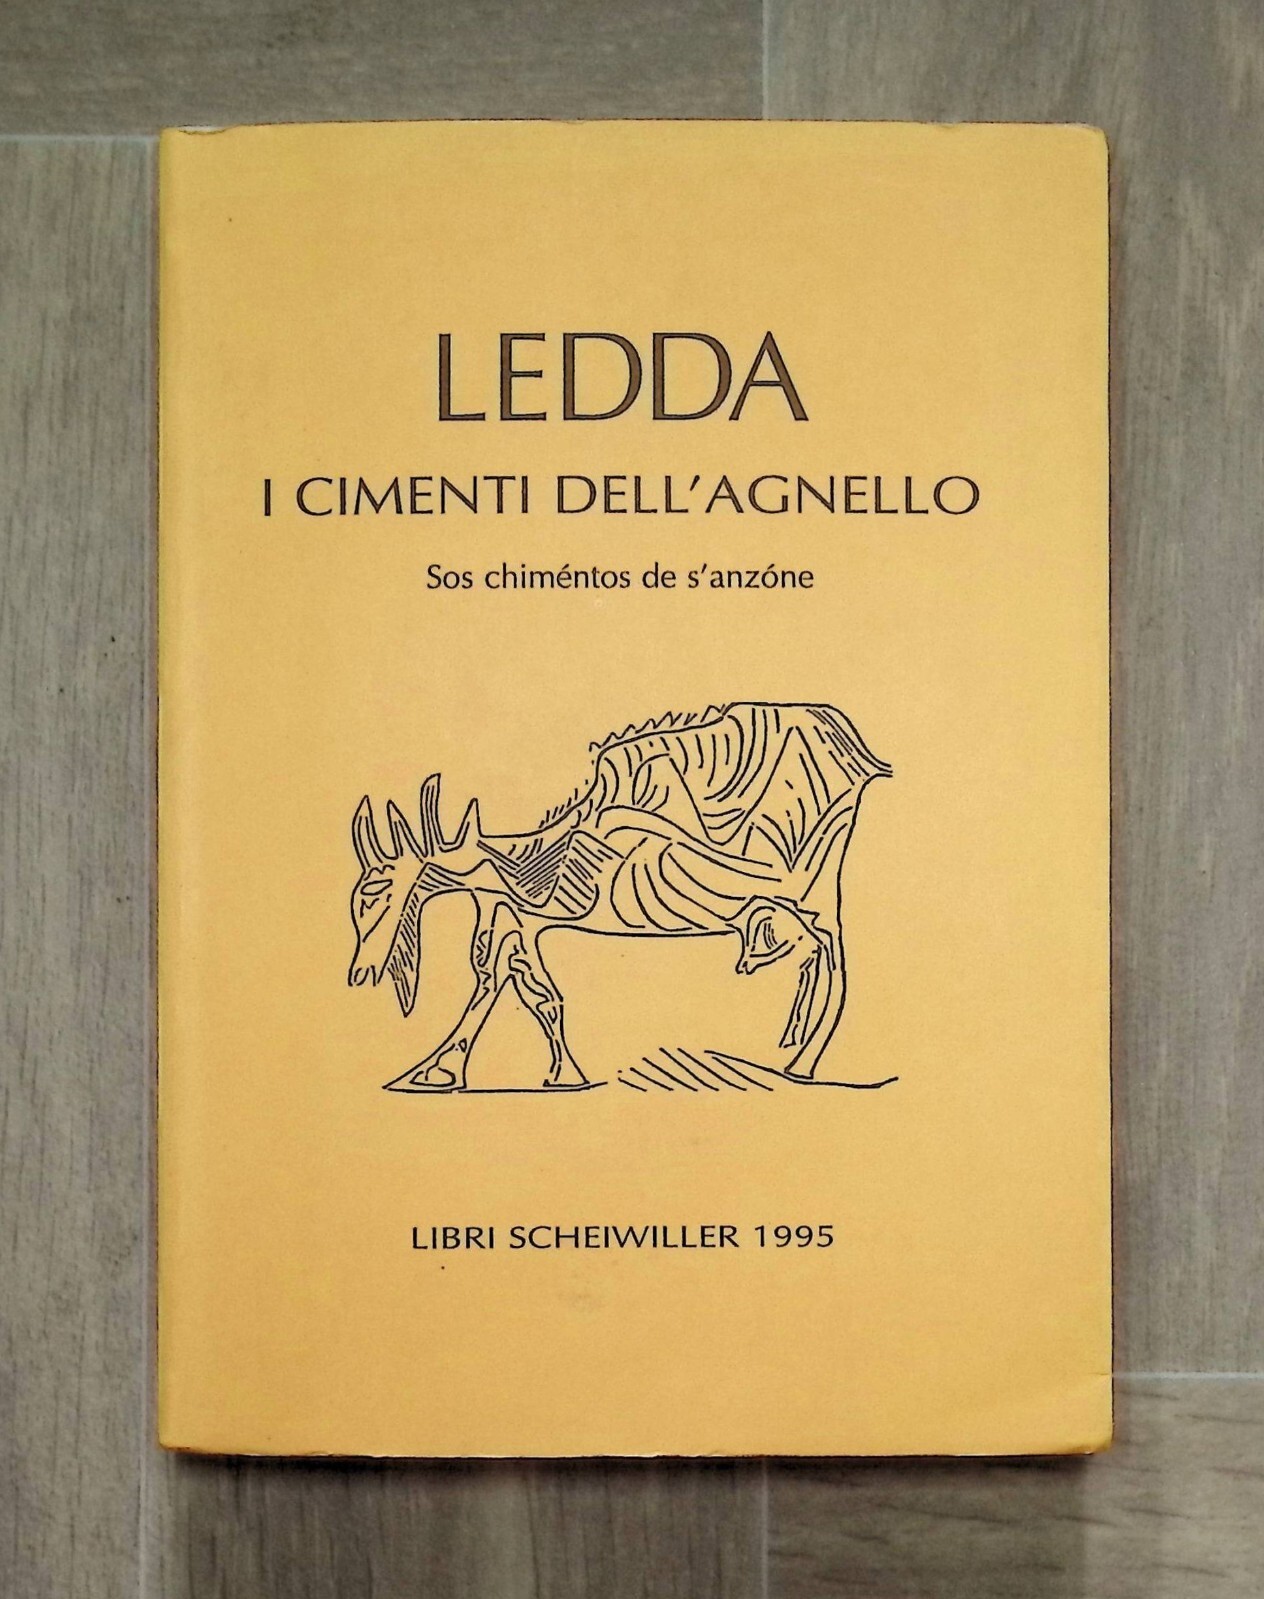 LEDDA
I CIMENTI DELL'AGNELLO
Sos chiméntos de s'anzóne
LIBRI SCHEIWILLER 1995